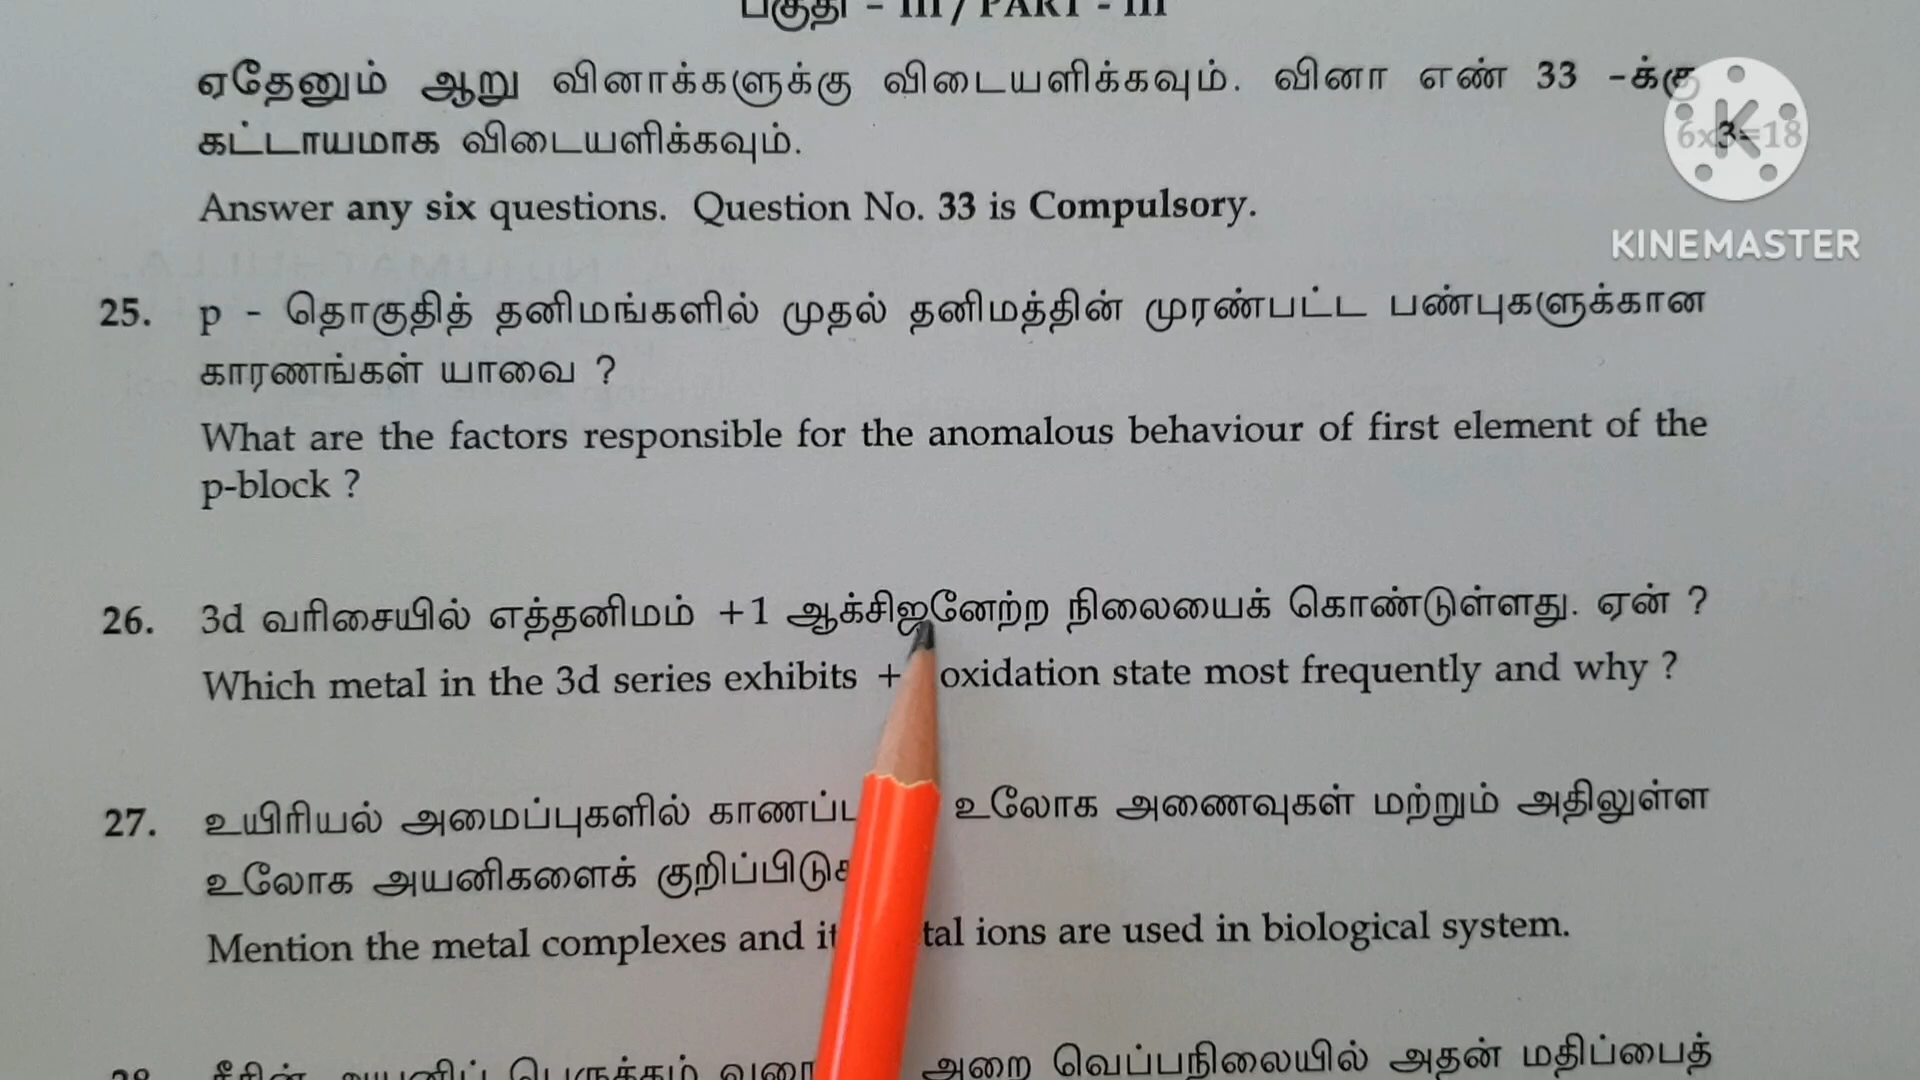 பகுதி – III / PART - III
ஏதேனும் ஆறு வினாக்களுக்கு விடையளிக்கவும். வினா எண் 33 -க்கு
கட்டாயமாக விடையளிக்கவும். 6x3=18
Answer any six questions. Question No. 33 is Compulsory.
KINEMASTER
25. p - தொகுதித் தனிமங்களில் முதல் தனிமத்தின் முரண்பட்ட பண்புகளுக்கான
காரணங்கள் யாவை ?
What are the factors responsible for the anomalous behaviour of first element of the
p-block ?
26. 3d வரிசையில் எத்தனிமம் +1 ஆக்சிஜனேற்ற நிலையைக் கொண்டுள்ளது. ஏன் ?
Which metal in the 3d series exhibits + oxidation state most frequently and why ?
27. உயிரியல் அமைப்புகளில் உலோக அணைவுகள் மற்றும் அதிலுள்ள
உலோக அயனிகளைக்
Mention the metal complexes and ions are used in biological system.
அறை வெப்பநிலையில் அதன் மதிப்பைத்